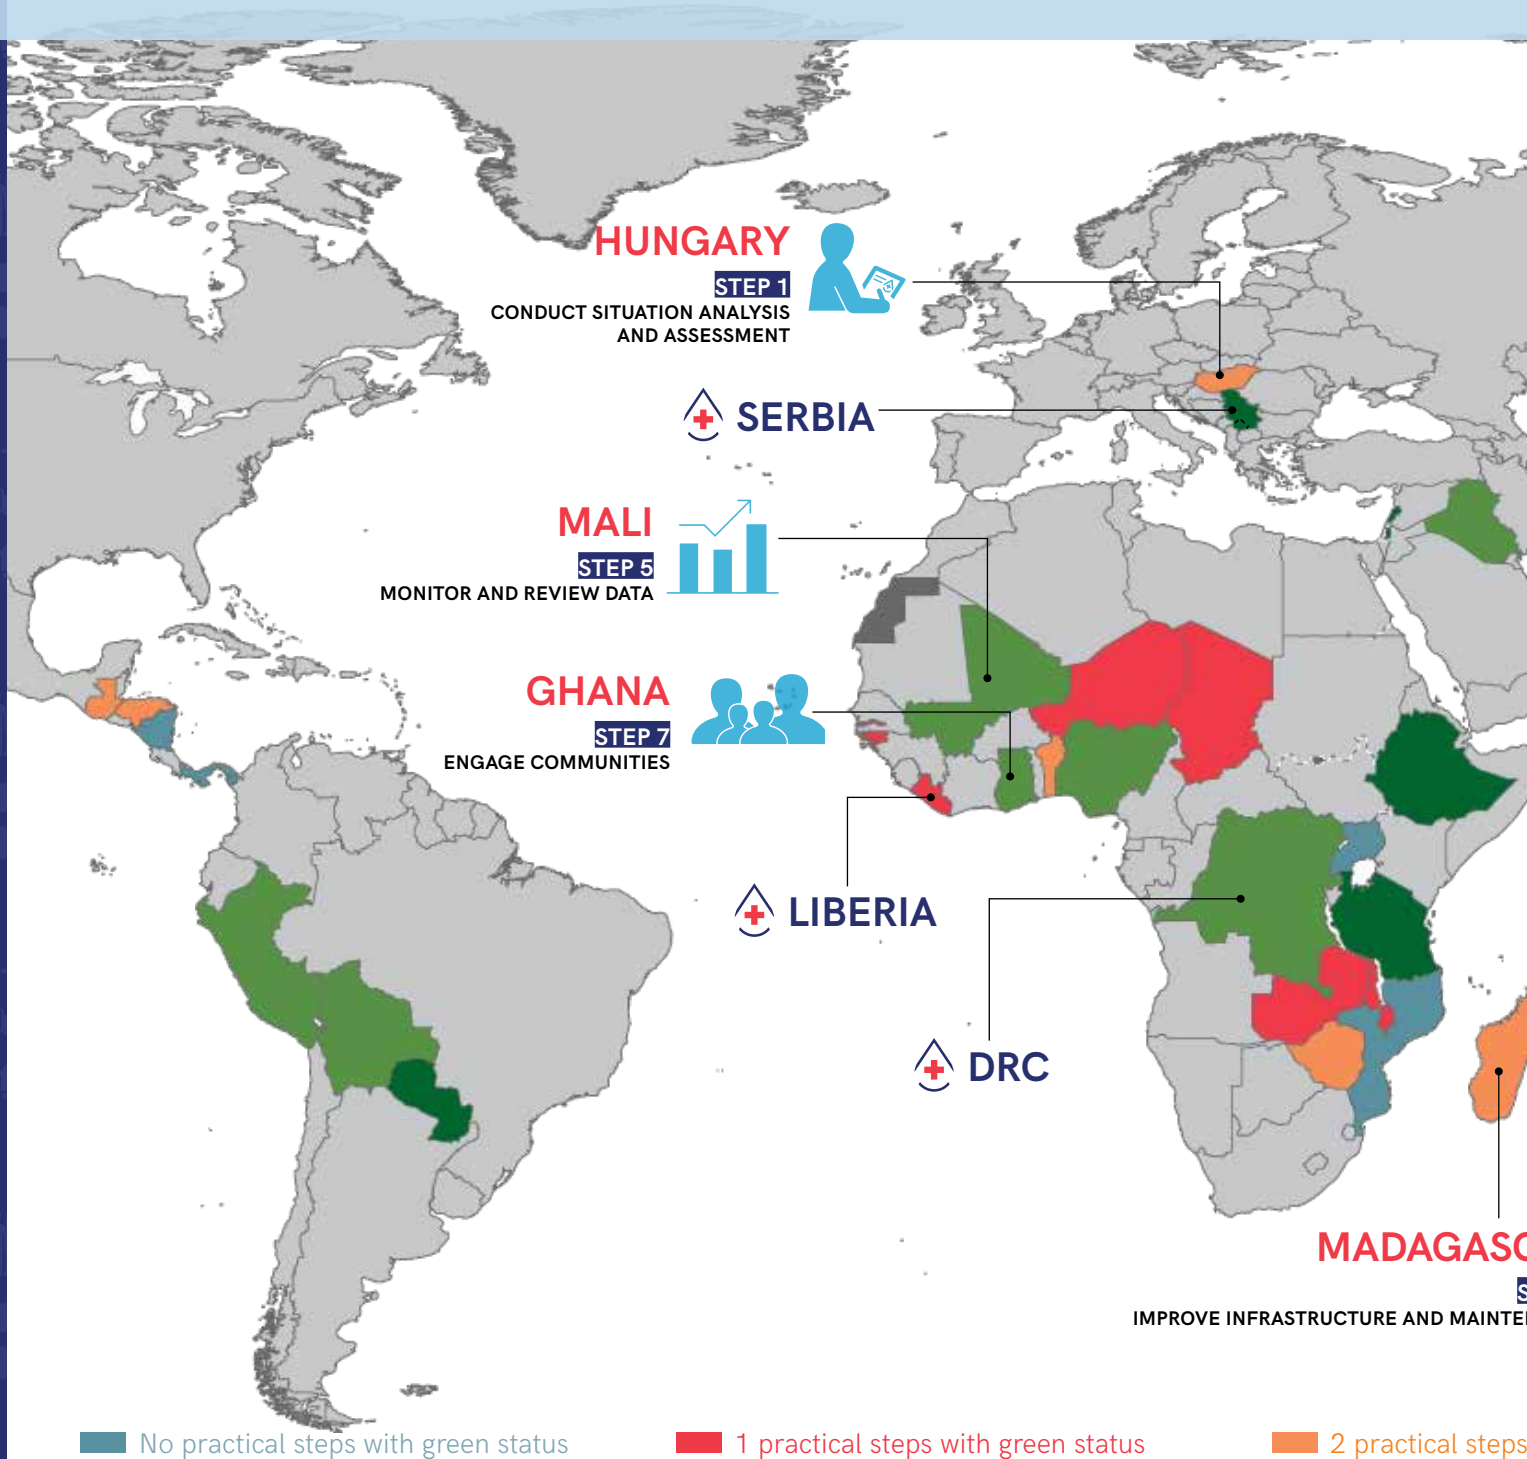 HUNGARY
STEP 1
CONDUCT SITUATION ANALYSIS
AND ASSESSMENT
SERBIA
MALI
STEP 5
MONITOR AND REVIEW DATA
GHANA
STEP 7
ENGAGE COMMUNITIES
LIBERIA
DRC
MADAGASC
S
IMPROVE INFRASTRUCTURE AND MAINTE
No practical steps with green status
1 practical steps with green status
2 practical steps